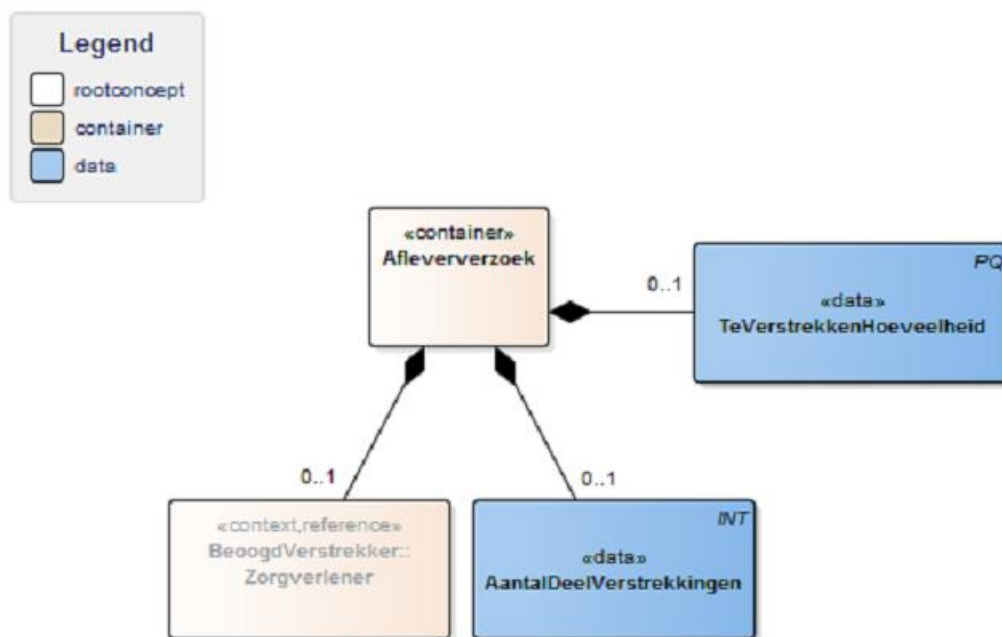 Legend
rootconcept
container
data
«container»
Afleververzoek
0..1
PQ
«data»
TeVerstrekkenHoeveelheid
0..1
0..1
«context,reference»
BeoogdVerstrekker::
Zorgverlener
INT
«data»
AantalDeelVerstrekkingen